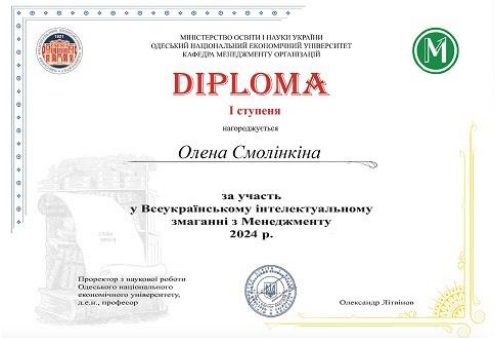 МІНІСТЕРСТВО ОСВІТИ І НАУКИ УКРАЇНИ
ОДЕСЬКИЙ НАЦІОНАЛЬНИЙ ЕКОНОМІЧНИЙ УНІВЕРСИТЕТ
КАФЕДРА МЕНЕДЖМЕНТУ ОРГАНІЗАЦІЙ
1921
М
DIPLOMA
І ступеня
нагороджується
Олена Смолінкіна
за участь
у Всеукраїнському інтелектуальному
змаганні з Менеджменту
2024 р.
Проректор з наукової роботи
Одеського національного
економічного університету,
д.е.н., професор
Олександр Літвінов